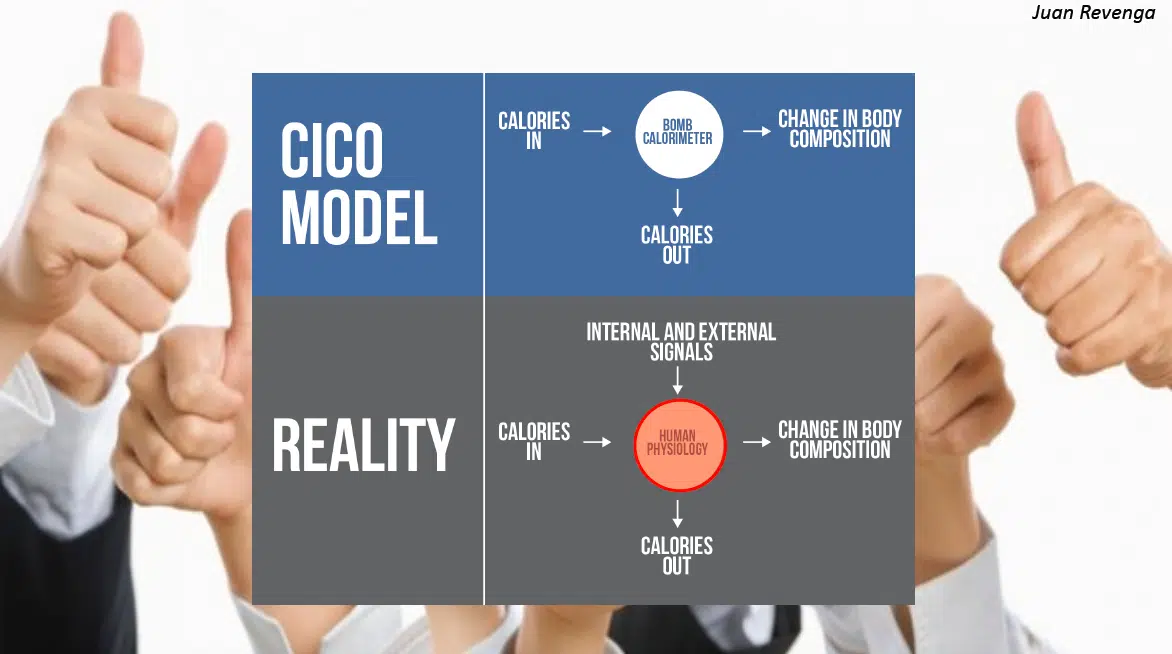 Juan Revenga
CICO
MODEL
CALORIES
IN
BOMB
CALORIMETER
CHANGE IN BODY
COMPOSITION
CALORIES
OUT
REALITY
INTERNAL AND EXTERNAL
SIGNALS
CALORIES
IN
HUMAN
PHYSIOLOGY
CHANGE IN BODY
COMPOSITION
CALORIES
OUT